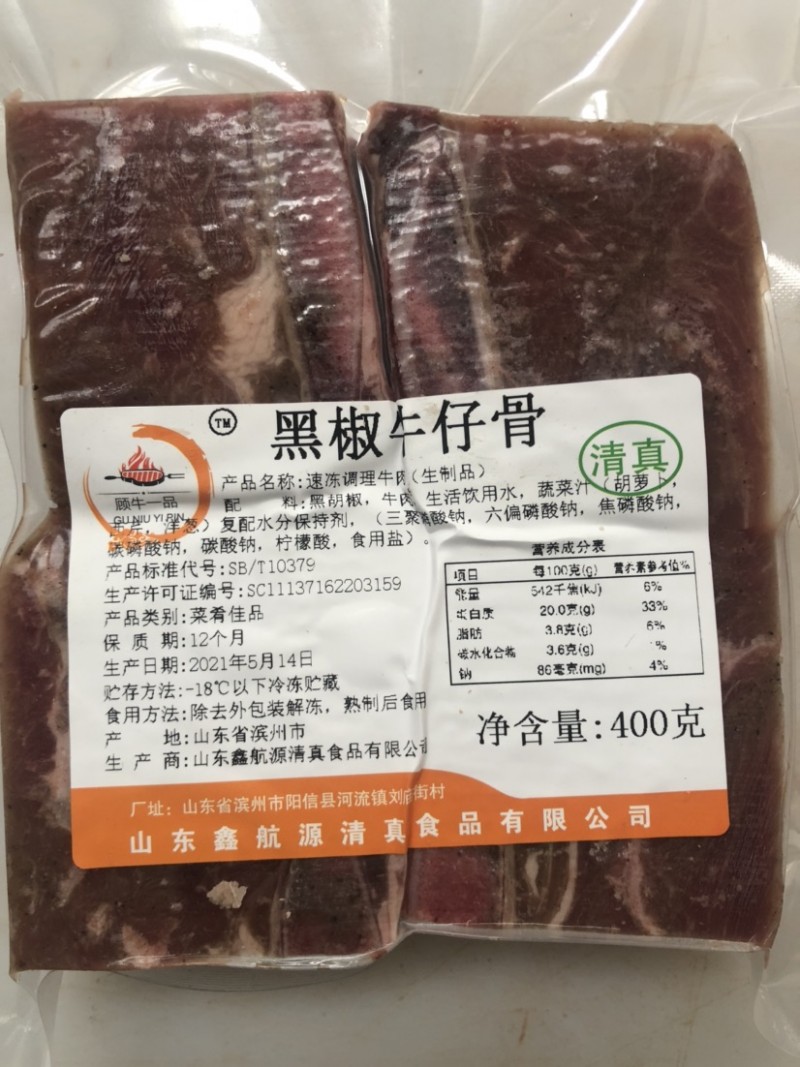 TM
黑椒牛仔骨
清真
顾牛一品
GUNIU YI PIN
产品名称:速冻调理牛肉(生制品)
配 料:黑胡椒，牛肉 生活饮用水，蔬菜汁（胡萝卜，
葱）复配水分保持剂，（三聚磷酸钠，六偏磷酸钠，焦磷酸钠，
碳酸钠，柠檬酸，食用盐）。
产品标准代号:SB/T10379
生产许可证编号:SC11137162203159
产品类别:菜肴佳品
保 质 期:12个月
生产日期:2021年5月14日
贮存方法:-18℃以下冷冻贮藏
食用方法:除去外包装解冻，熟制后食用
产 地:山东省滨州市
生 产 商:山东鑫航源清真食品有限公司
营养成分表
项目 每100克(g) 营养素参考值%
能量 542千焦(kJ) 6%
蛋白质 20.0克(g) 33%
脂肪 3.8克(g) 6%
碳水化合物 3.6克(g) %
钠 86毫克(mg) 4%
净含量:400克
厂址：山东省滨州市阳信县河流镇刘庙街村
山东鑫航源清真食品有限公司